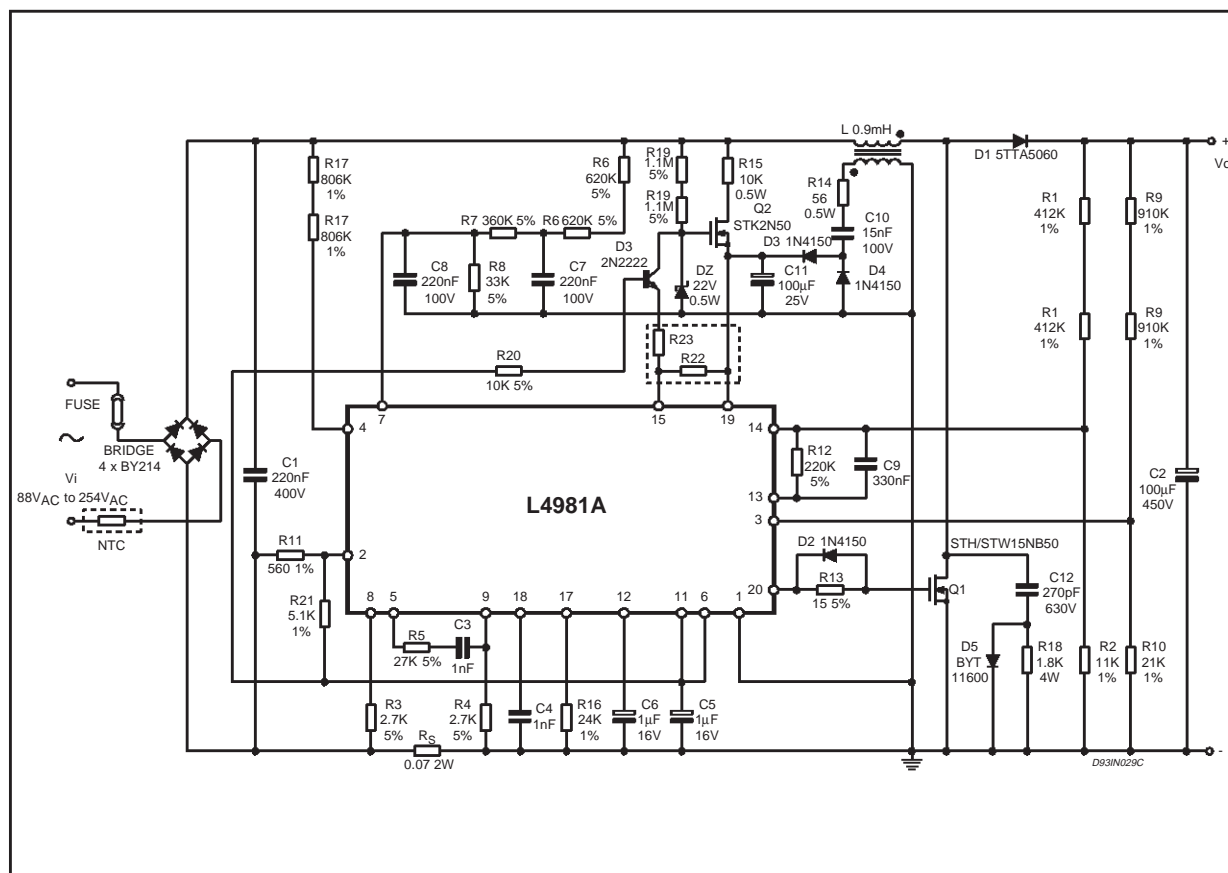 L 0.9mH
D1 5TTA5060
+
Vo
R17
806K
1%
R17
806K
1%
R6
620K
5%
R19
1.1M
5%
R19
1.1M
5%
R15
10K
0.5W
Q2
STK2N50
R14
56
0.5W
C10
15nF
100V
R1
412K
1%
R9
910K
1%
R7 360K 5%
R6 620K 5%
D3
2N2222
D3 1N4150
C8
220nF
100V
R8
33K
5%
C7
220nF
100V
DZ
22V
0.5W
C11
100μF
25V
D4
1N4150
R1
412K
1%
R9
910K
1%
R23
R22
R20
10K 5%
FUSE
BRIDGE
4 x BY214
Vi
88VAC to 254VAC
NTC
7
15
19
4
14
C1
220nF
400V
R12
220K
5%
C9
330nF
13
3
C2
100μF
450V
L4981A
R11
560 1%
2
D2 1N4150
STH/STW15NB50
20
R13
15 5%
Q1
C12
270pF
630V
R21
5.1K
1%
8
5
9
18
17
12
11
6
1
R5
27K 5%
C3
1nF
D5
BYT
11600
R18
1.8K
4W
R2
11K
1%
R10
21K
1%
R3
2.7K
5%
RS
0.07 2W
R4
2.7K
5%
C4
1nF
R16
24K
1%
C6
1μF
16V
C5
1μF
16V
-
D93IN029C